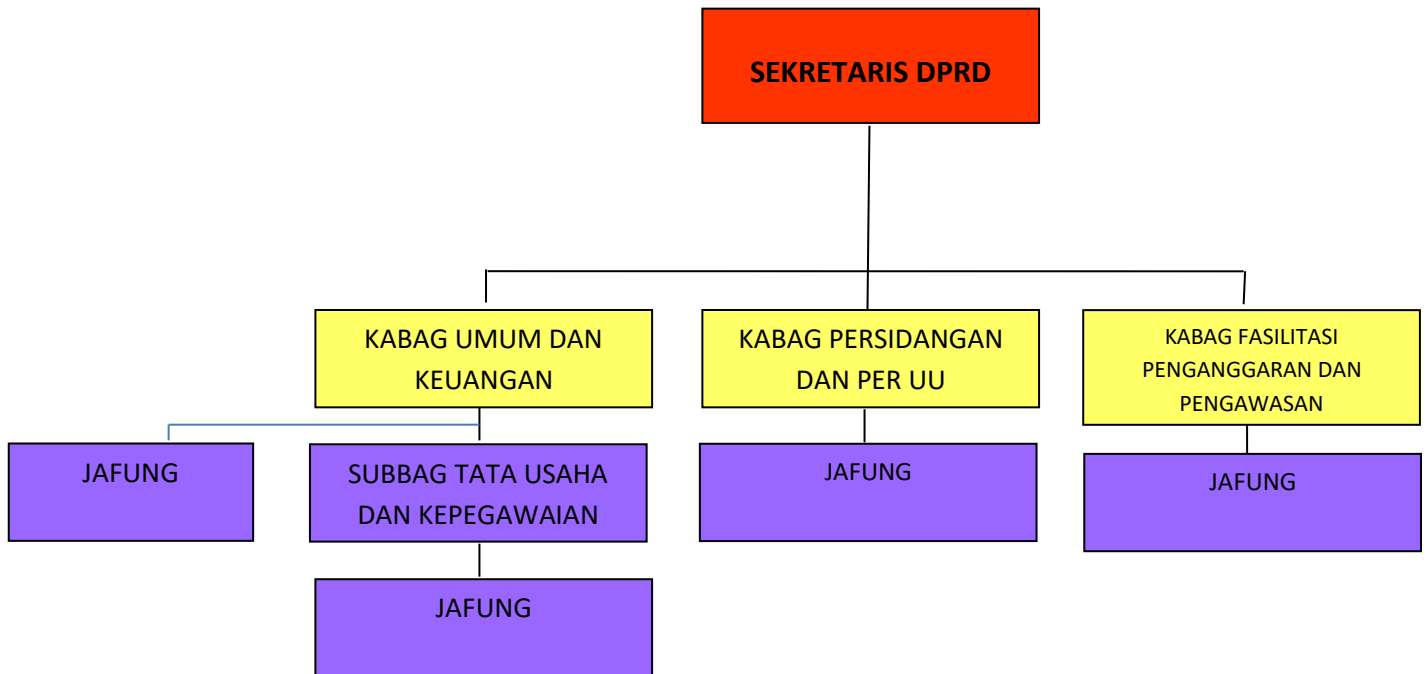 SEKRETARIS DPRD
KABAG UMUM DAN
KEUANGAN
KABAG PERSIDANGAN
DAN PER UU
KABAG FASILITASI
PENGANGGARAN DAN
PENGAWASAN
JAFUNG
SUBBAG TATA USAHA
DAN KEPEGAWAIAN
JAFUNG
JAFUNG
JAFUNG